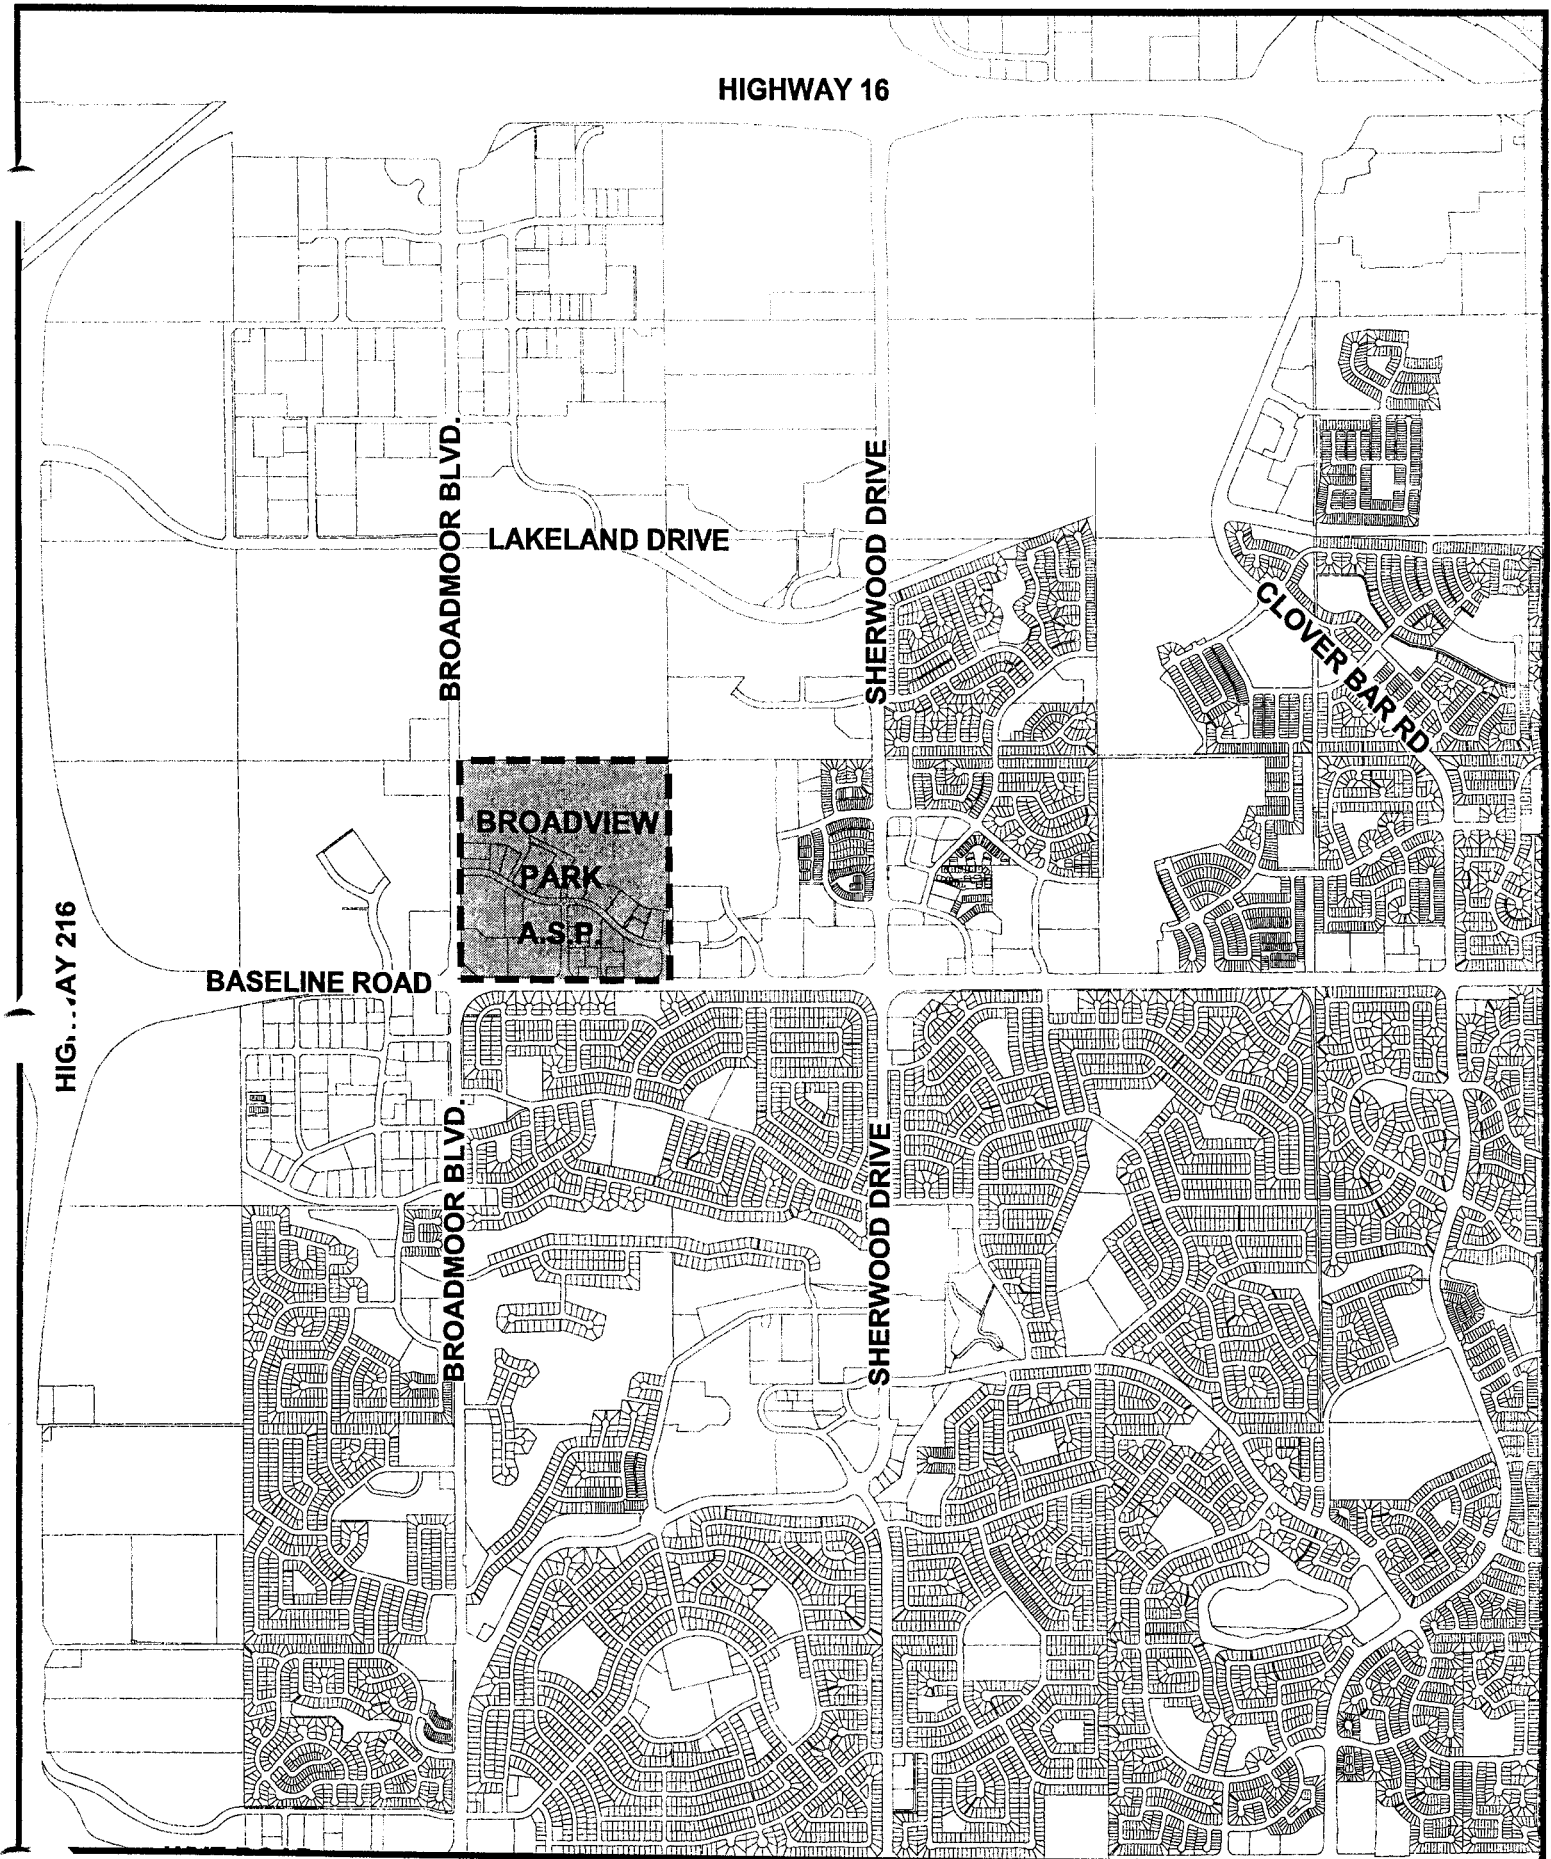 HIGHWAY 16
BROADMOOR BLVD.
LAKELAND DRIVE
SHERWOOD DRIVE
CLOVER BAR RD
BROADVIEW
PARK
A.S.P.
AY 216
BASELINE ROAD
BROADMOOR BLVD.
SHERWOOD DRIVE